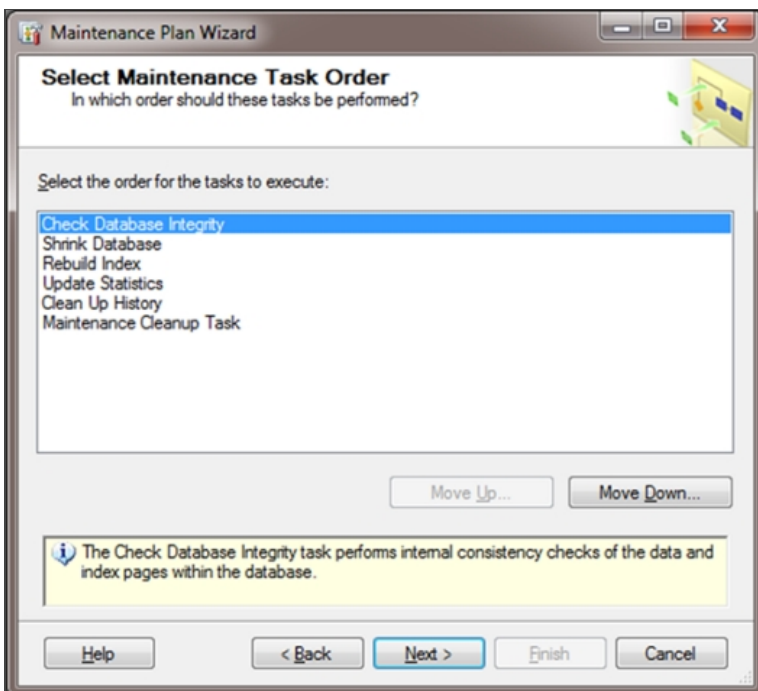 Maintenance Plan Wizard
Select Maintenance Task Order
In which order should these tasks be performed?
Select the order for the tasks to execute:
Check Database Integrity
Shrink Database
Rebuild Index
Update Statistics
Clean Up History
Maintenance Cleanup Task
Move Up...
Move Down...
The Check Database Integrity task performs internal consistency checks of the data and
index pages within the database.
Help
< Back
Next >
Finish
Cancel